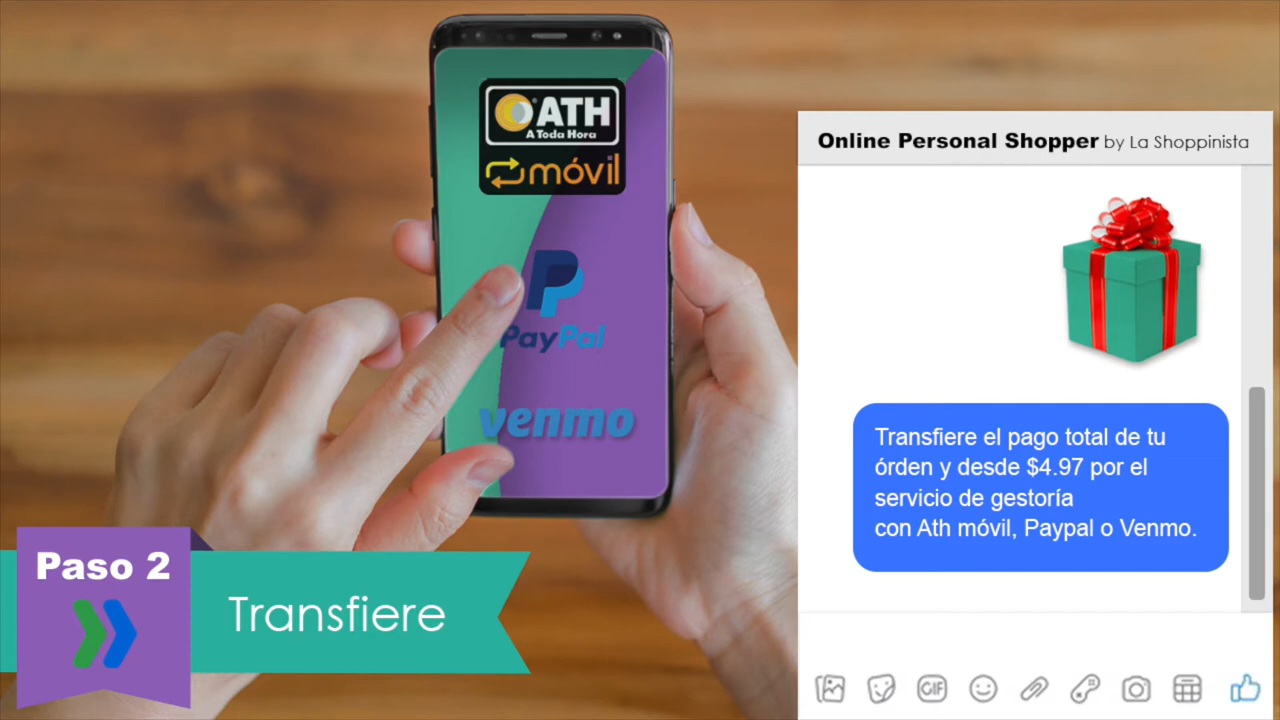 ATH
A Toda Hora
móvil
PayPal
venmo
Paso 2
Transfiere
Online Personal Shopper by La Shoppinista
Transfiere el pago total de tu
órden y desde $4.97 por el
servicio de gestoría
con Ath móvil, Paypal o Venmo.
GIF